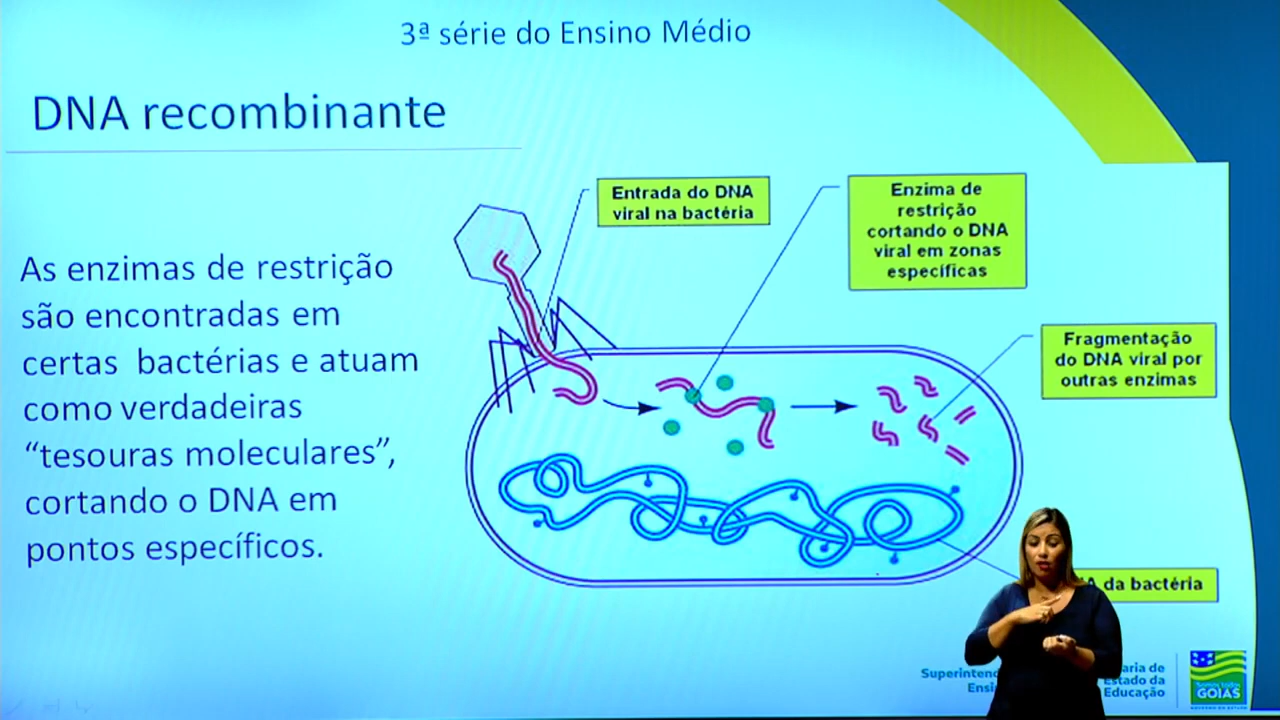 3ª série do Ensino Médio
DNA recombinante
As enzimas de restrição
são encontradas em
certas bactérias e atuam
como verdadeiras
“tesouras moleculares”,
cortando o DNA em
pontos específicos.
Entrada do DNA
viral na bactéria
Enzima de
restrição
cortando o DNA
viral em zonas
específicas
Fragmentação
do DNA viral por
outras enzimas
da bactéria
Estado da
Educação
Somos todos
GOIÁS